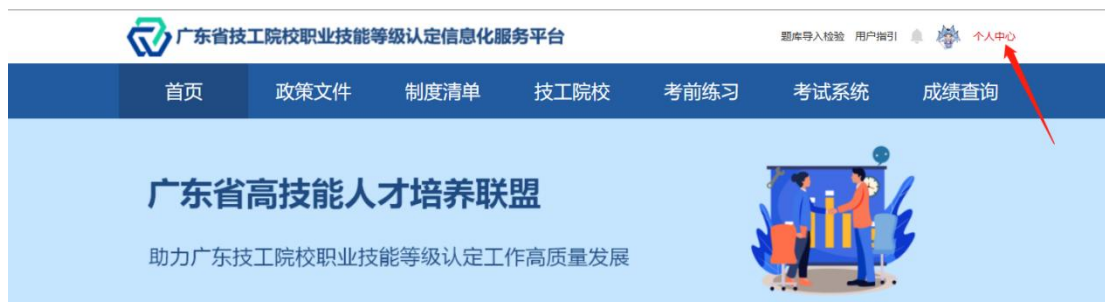 广东省技工院校职业技能等级认定信息化服务平台
题库导入检验 用户指引 个人中心
首页 政策文件 制度清单 技工院校 考前练习 考试系统 成绩查询
广东省高技能人才培养联盟
助力广东技工院校职业技能等级认定工作高质量发展